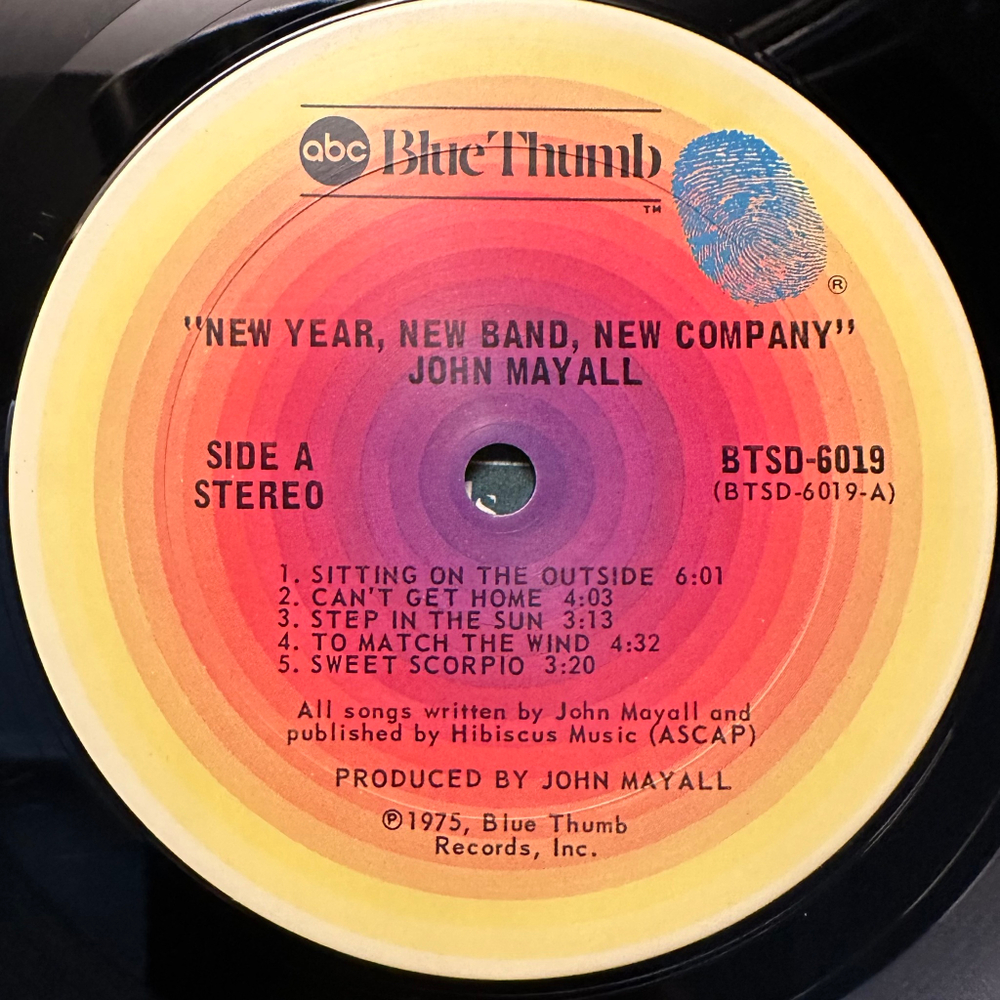 abc Blue Thumb
TM
®
"NEW YEAR, NEW BAND, NEW COMPANY"
JOHN MAYALL
SIDE A
STEREO
BTSD-6019
(BTSD-6019-A)
1. SITTING ON THE OUTSIDE 6:01
2. CAN'T GET HOME 4:03
3. STEP IN THE SUN 3:13
4. TO MATCH THE WIND 4:32
5. SWEET SCORPIO 3:20
All songs written by John Mayall and
published by Hibiscus Music (ASCAP)
PRODUCED BY JOHN MAYALL
℗1975, Blue Thumb
Records, Inc.